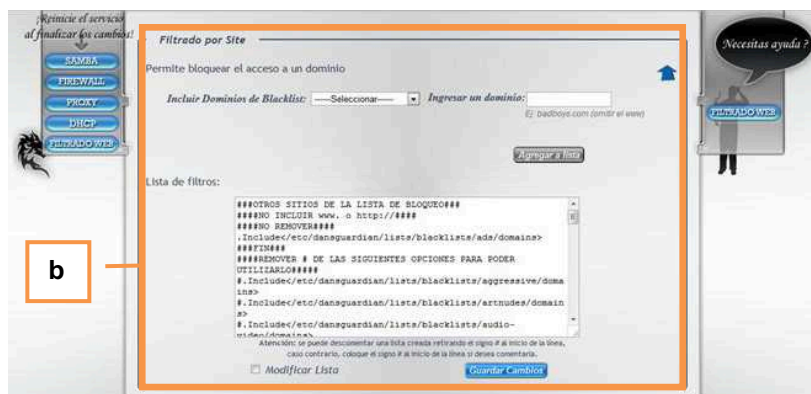 ¡Reinicie el servicio
al finalizar los cambios!
SAMBA
FIREWALL
PROXY
DHCP
FILTRADO WEB
Filtrado por Site
Permite bloquear el acceso a un dominio
Incluir Dominios de Blacklist: -----Seleccionar----- Ingresar un dominio:
Ej: badboys.com (omitir el www)
Agregar a lista
Lista de filtros:
###OTROS SITIOS DE LA LISTA DE BLOQUEO###
####NO INCLUIR www. o http://####
####NO REMOVER####
.Include</etc/dansguardian/lists/blacklists/ads/domains>
###FIN###
####REMOVER # DE LAS SIGUIENTES OPCIONES PARA PODER
UTILIZARLO#####
#.Include</etc/dansguardian/lists/blacklists/aggressive/doma
ins>
#.Include</etc/dansguardian/lists/blacklists/artnudes/domain
s>
#.Include</etc/dansguardian/lists/blacklists/audio-
video/domains>
Atención: se puede descomentar una lista creada retirando el signo # al inicio de la línea,
caso contrario, coloque el signo # al inicio de la línea si desea comentarla.
Modificar Lista
Guardar Cambios
Necesitas ayuda ?
FILTRADO WEB
b